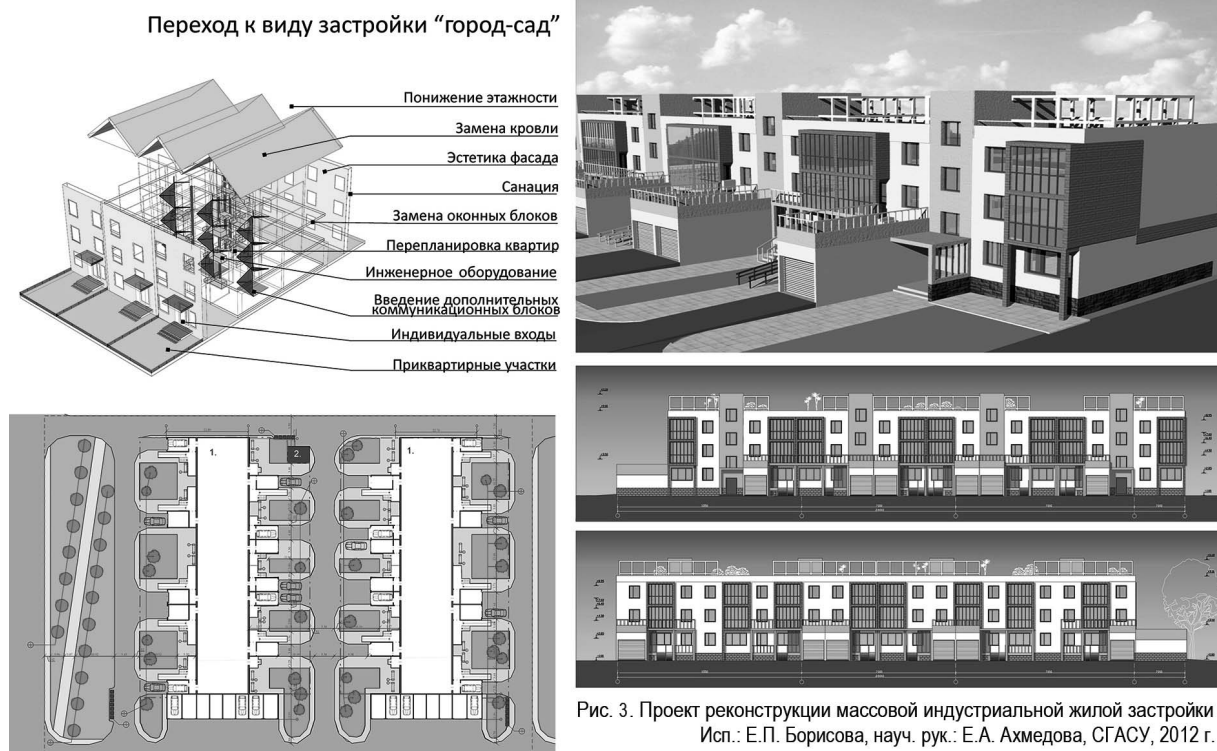 Переход к виду застройки “город-сад”
Понижение этажности
Замена кровли
Эстетика фасада
Санация
Замена оконных блоков
Перепланировка квартир
Инженерное оборудование
Введение дополнительных
коммуникационных блоков
Индивидуальные входы
Приквартирные участки
1.
2.
1.
Рис. 3. Проект реконструкции массовой индустриальной жилой застройки
Исп.: Е.П. Борисова, науч. рук.: Е.А. Ахмедова, СГАСУ, 2012 г.